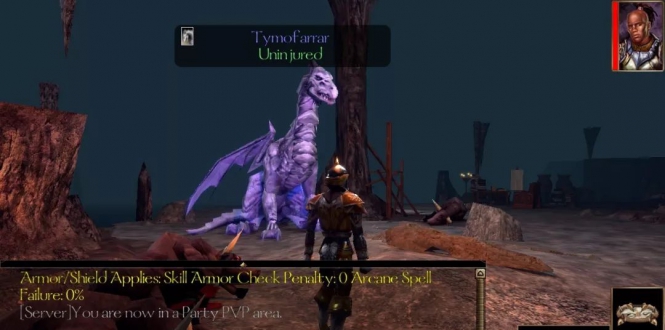 Tymofarrar
Uninjured
Armor/Shield Applies: Skill Armor Check Penalty: 0 Arcane Spell
Failure: 0%
[Server]You are now in a Party PVP area.